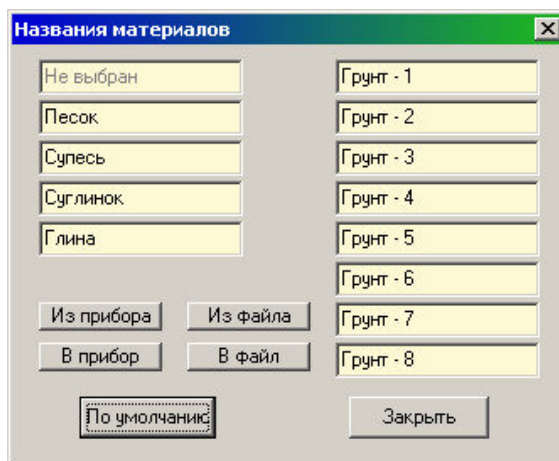 Названия материалов
Не выбран
Песок
Супесь
Суглинок
Глина
Грунт - 1
Грунт - 2
Грунт - 3
Грунт - 4
Грунт - 5
Грунт - 6
Грунт - 7
Грунт - 8
Из прибора
Из файла
В прибор
В файл
По умолчанию
Закрыть